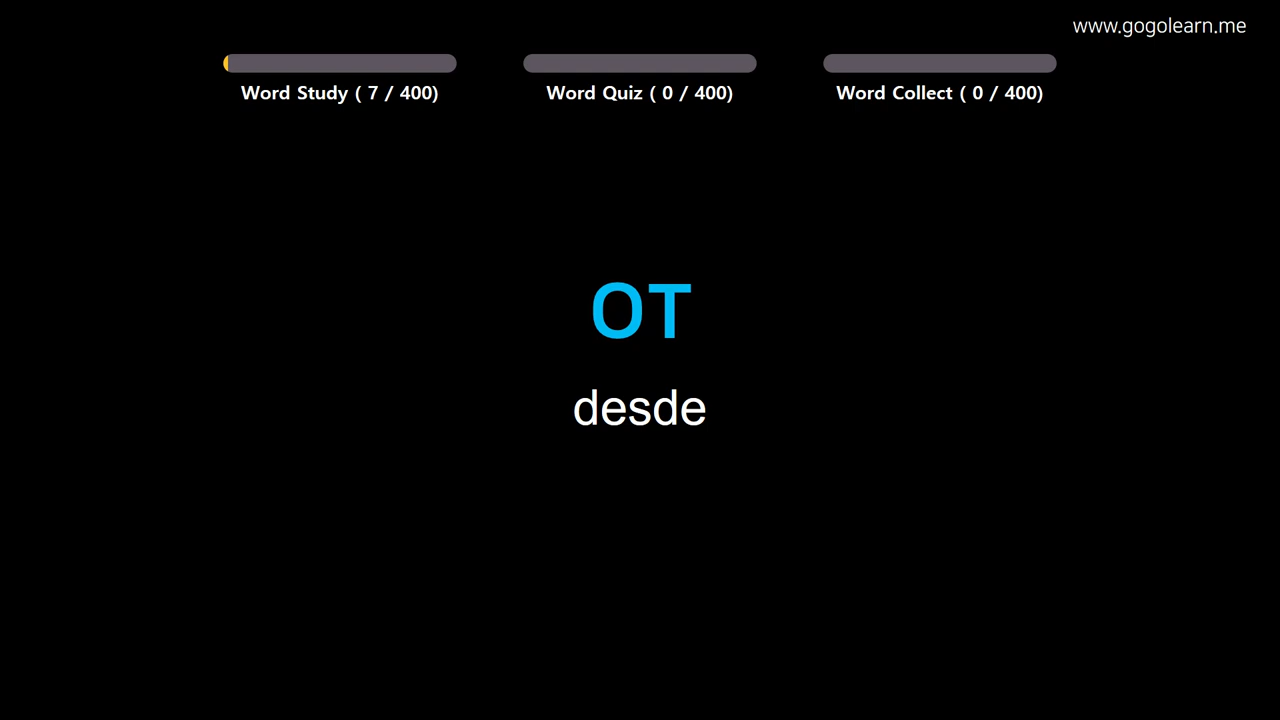 www.gogolearn.me
Word Study ( 7 / 400)
Word Quiz ( 0 / 400)
Word Collect ( 0 / 400)
ОТ
desde